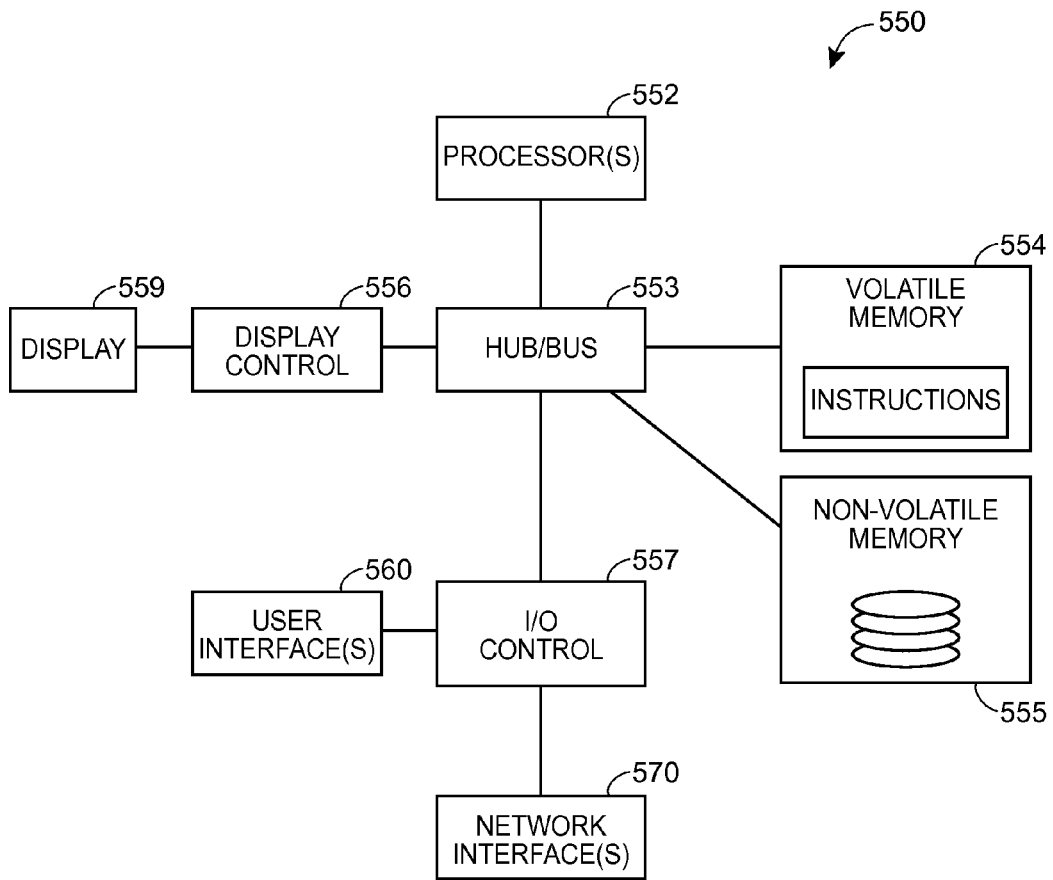 550
552
PROCESSOR(S)
554
VOLATILE
MEMORY
INSTRUCTIONS
559
DISPLAY
556
DISPLAY
CONTROL
553
HUB/BUS
NON-VOLATILE
MEMORY
555
560
USER
INTERFACE(S)
557
I/O
CONTROL
570
NETWORK
INTERFACE(S)